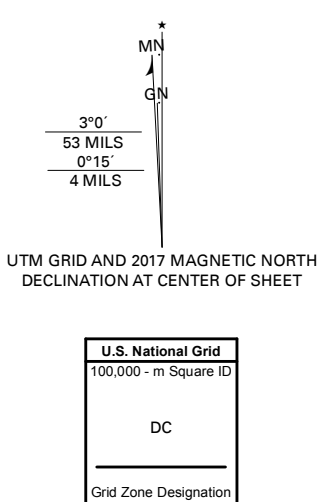 MN
GN
3°0´
53 MILS
0°15´
4 MILS
UTM GRID AND 2017 MAGNETIC NORTH
DECLINATION AT CENTER OF SHEET
U.S. National Grid
100,000 - m Square ID
DC
Grid Zone Designation